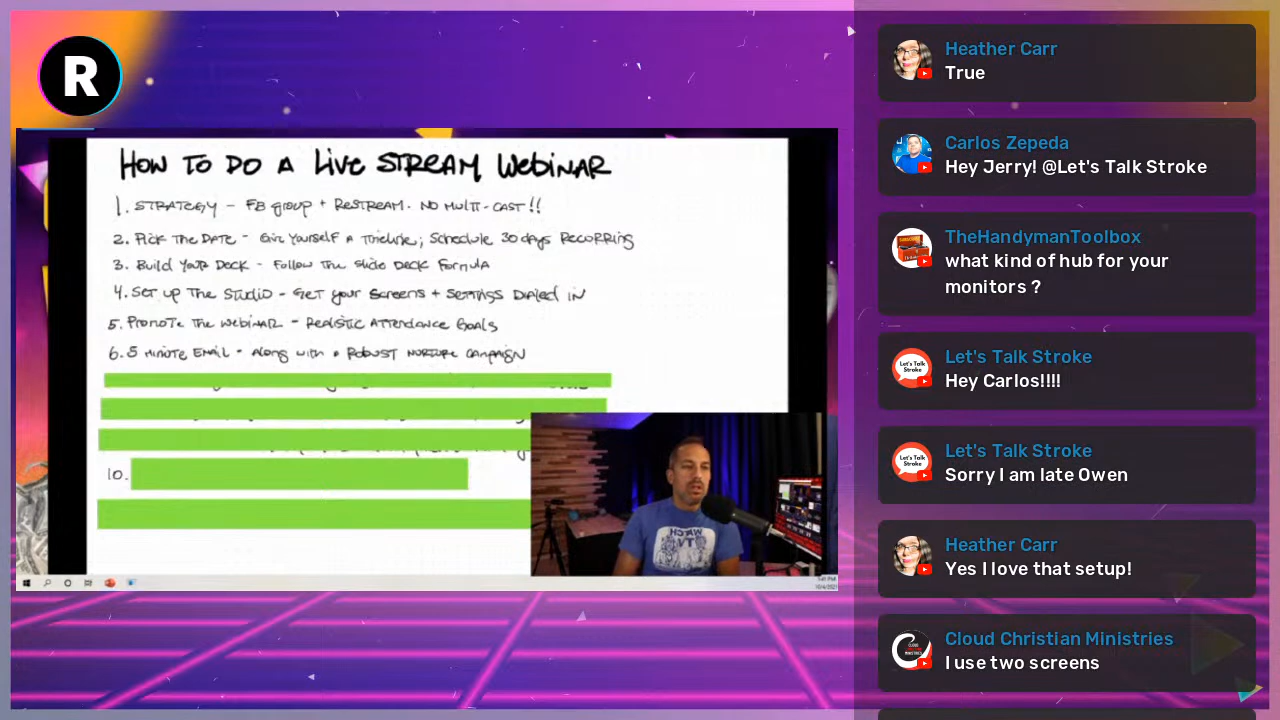 R
HOW TO DO A LIVE STREAM WEBINAR
1. STRATEGY - FB group + RESTREAM. NO MULTI-CAST!!
2. PICK THE DATE - GIVE YOURSELF A TIMELINE; SCHEDULE 30 days RECORRING
3. BUILD YOUR DECK - FOLLOW THE SLIDE DECK FORMULA
4. SET UP THE STUDIO - GET YOUR SCREENS + SETTINGS DIALED IN
5. PROMOTE THE WEBINAR - REALISTIC ATTENDANCE GOALS
6. 5 MINUTE EMAIL - ALONG WITH A ROBUST NURTURE CAMPAIGN
10.
Heather Carr
True
Carlos Zepeda
Hey Jerry! @Let's Talk Stroke
TheHandymanToolbox
what kind of hub for your
monitors ?
Let's Talk Stroke
Hey Carlos!!!!
Let's Talk Stroke
Sorry I am late Owen
Heather Carr
Yes I love that setup!
Cloud Christian Ministries
I use two screens